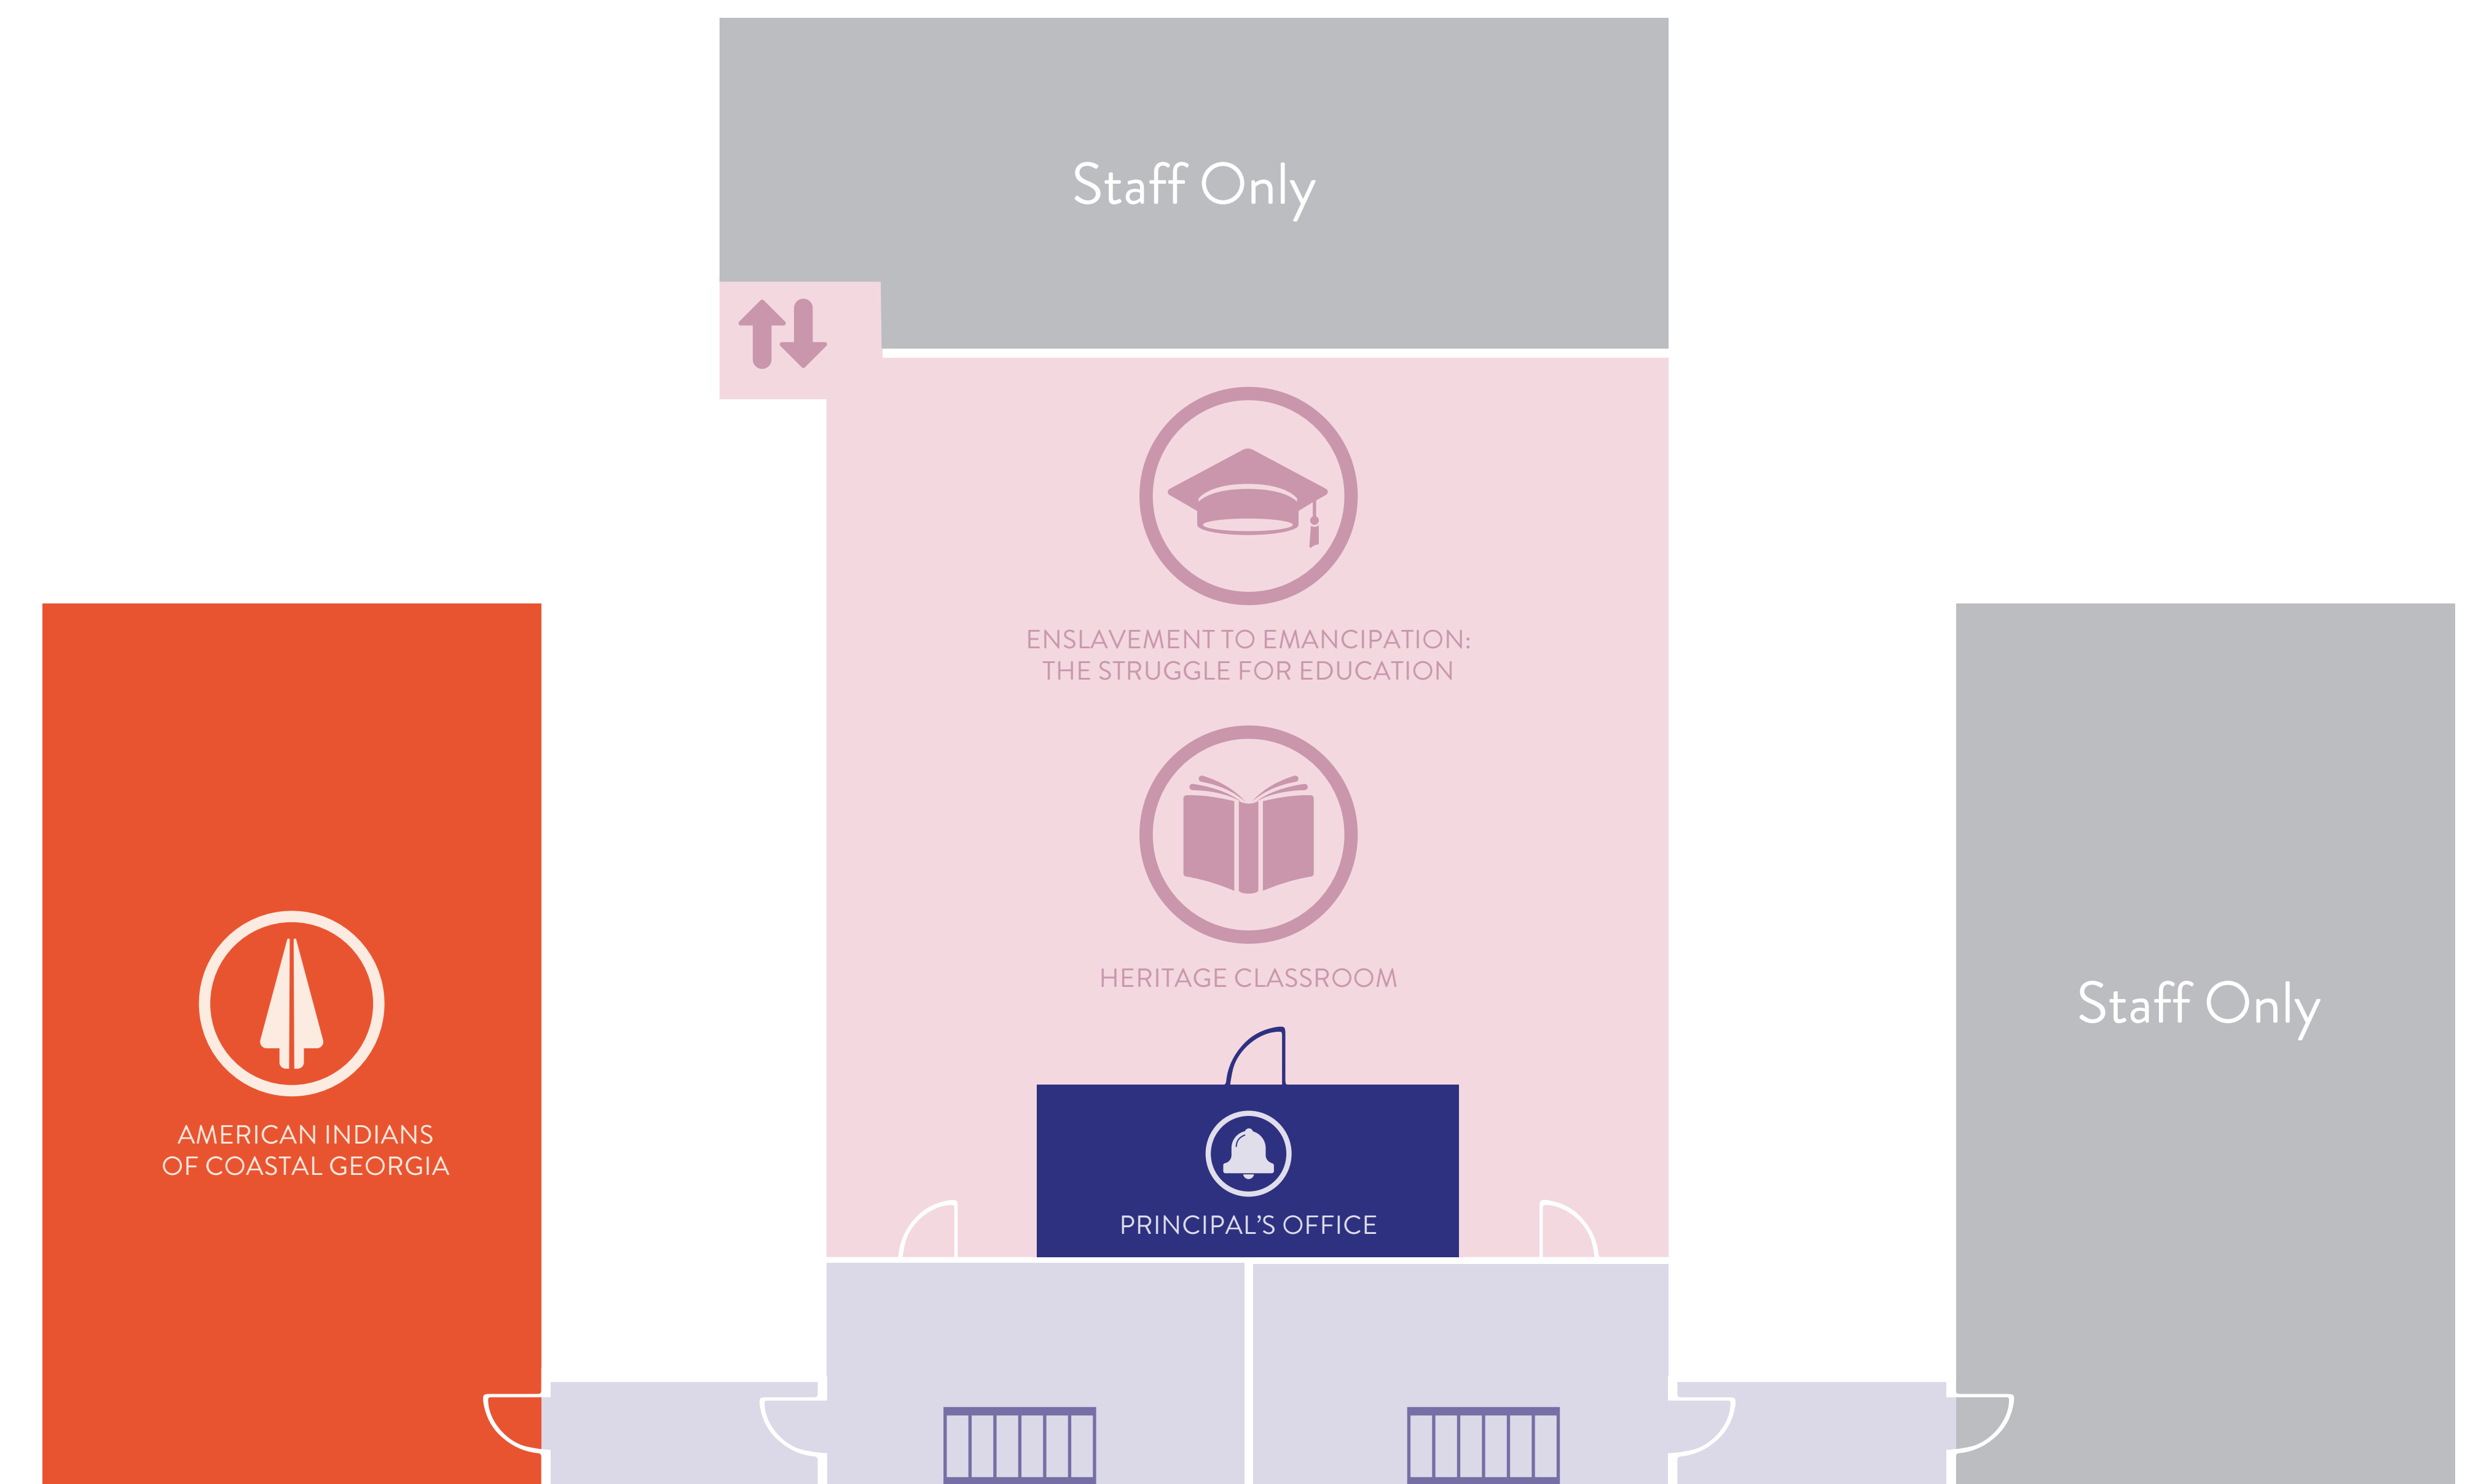 Staff Only
ENSLAVEMENT TO EMANCIPATION:
THE STRUGGLE FOR EDUCATION
HERITAGE CLASSROOM
AMERICAN INDIANS
OF COASTAL GEORGIA
Staff Only
PRINCIPAL’S OFFICE